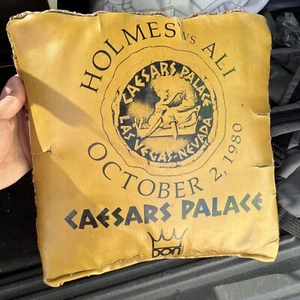 HOLMES vs ALI
CAESARS PALACE
LAS VEGAS-NEVADA
OCTOBER 2, 1980
CAESARS PALACE
don